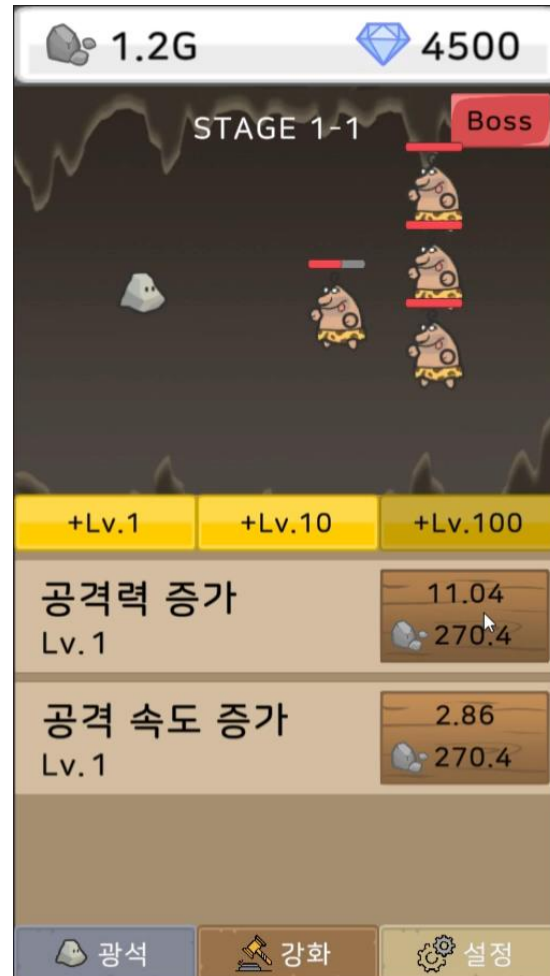 1.2G
4500
STAGE 1-1
Boss
+Lv.1
+Lv.10
+Lv.100
공격력 증가
Lv.1
11.04
270.4
공격 속도 증가
Lv.1
2.86
270.4
광석
강화
설정